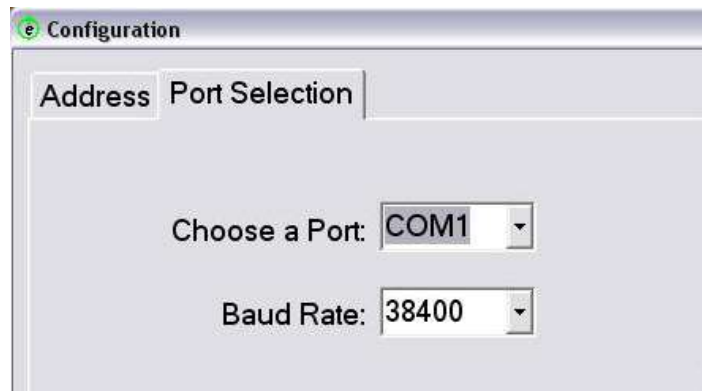 e Configuration
Address Port Selection
Choose a Port: COM1
Baud Rate: 38400